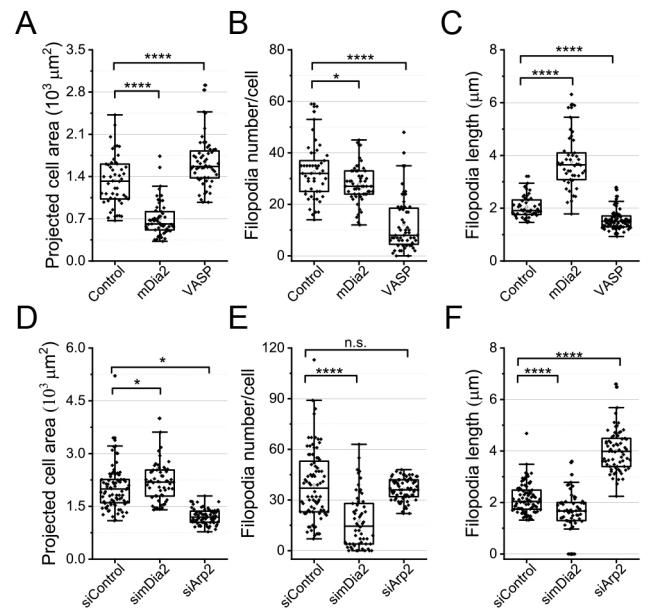 A
Projected cell area (10³ μm²)
3.5
2.8
2.1
1.4
0.7
0.0
****
****
Control
mDia2
VASP
B
Filopodia number/cell
80
60
40
20
0
****
*
Control
mDia2
VASP
C
Filopodia length (μm)
8
6
4
2
0
****
****
Control
mDia2
VASP
D
Projected cell area (10³ μm²)
6.0
4.5
3.0
1.5
0.0
*
*
siControl
simDia2
siArp2
E
Filopodia number/cell
120
90
60
30
0
n.s.
****
siControl
simDia2
siArp2
F
Filopodia length (μm)
8
6
4
2
0
****
****
siControl
simDia2
siArp2